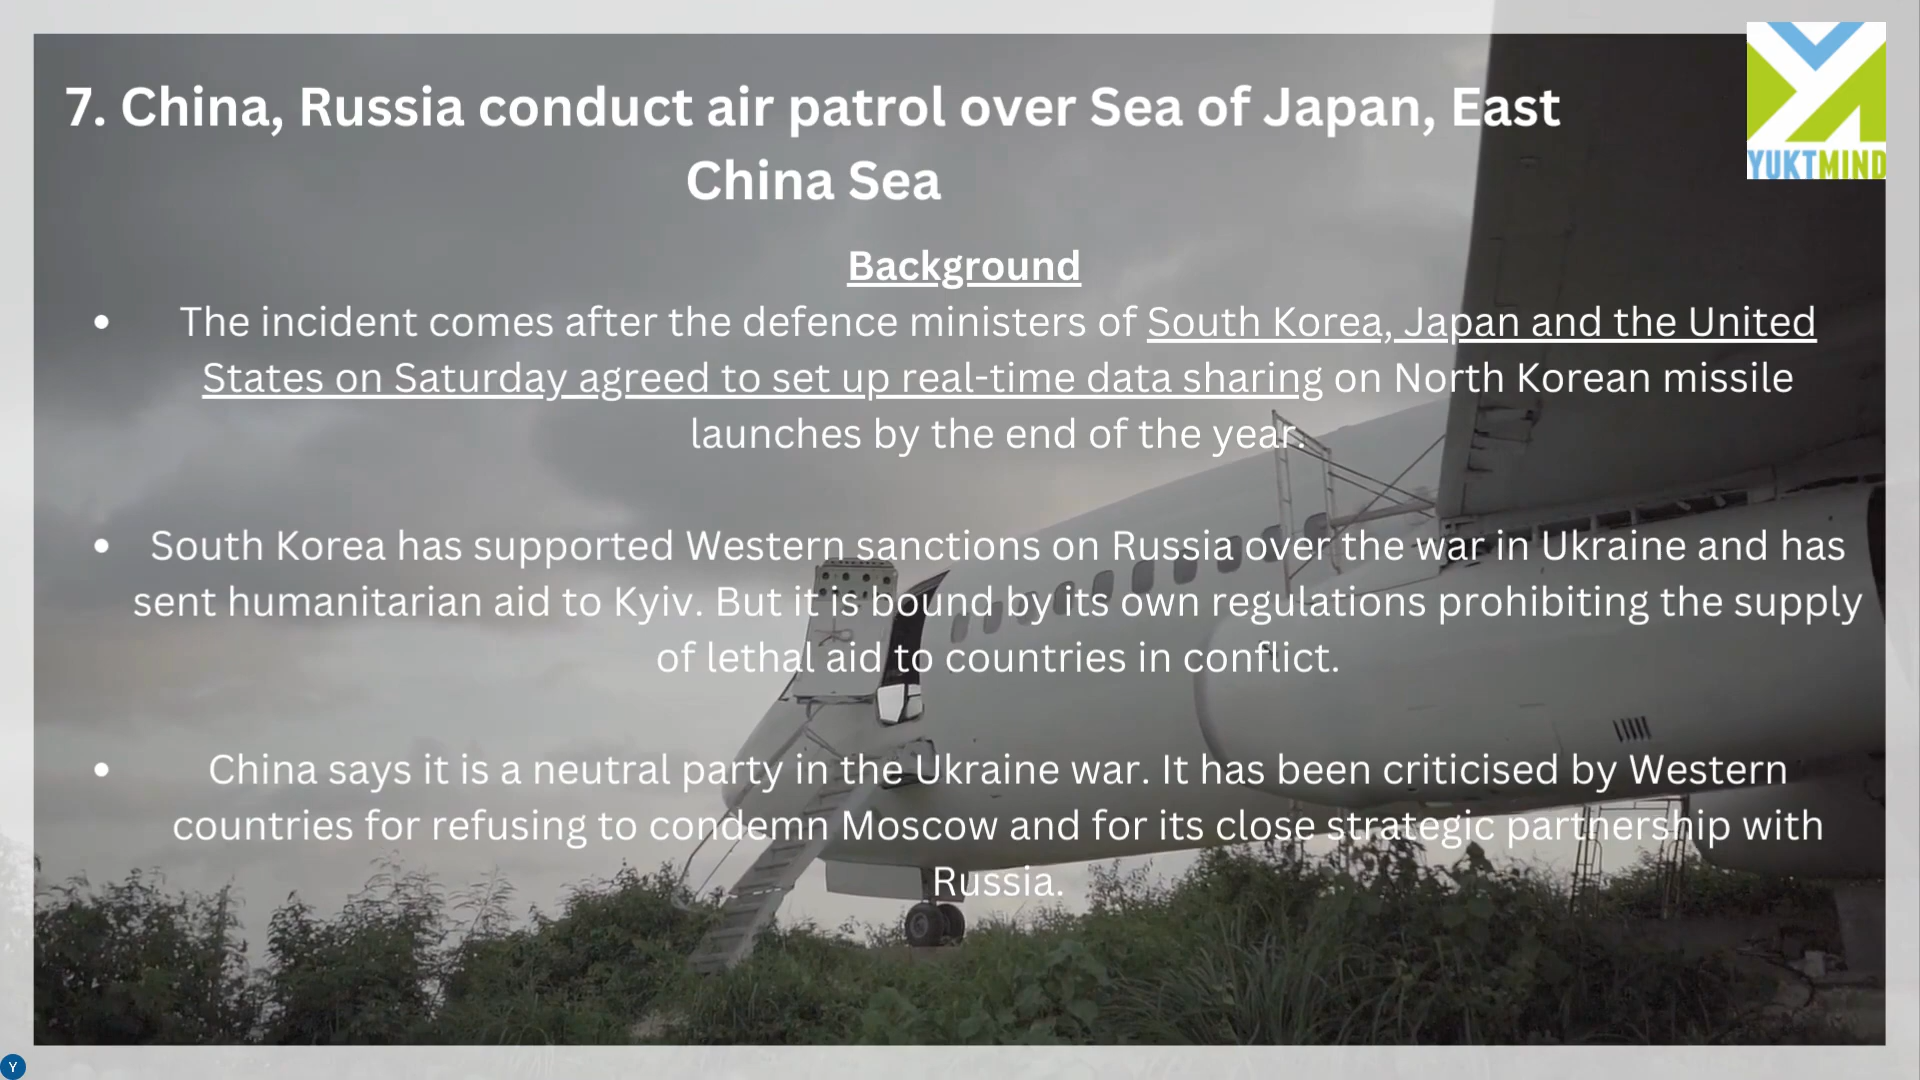 7. China, Russia conduct air patrol over Sea of Japan, East
China Sea
YUKTMIND
Background
• The incident comes after the defence ministers of South Korea, Japan and the United
States on Saturday agreed to set up real-time data sharing on North Korean missile
launches by the end of the year.
• South Korea has supported Western sanctions on Russia over the war in Ukraine and has
sent humanitarian aid to Kyiv. But it is bound by its own regulations prohibiting the supply
of lethal aid to countries in conflict.
• China says it is a neutral party in the Ukraine war. It has been criticised by Western
countries for refusing to condemn Moscow and for its close strategic partnership with
Russia.
Y